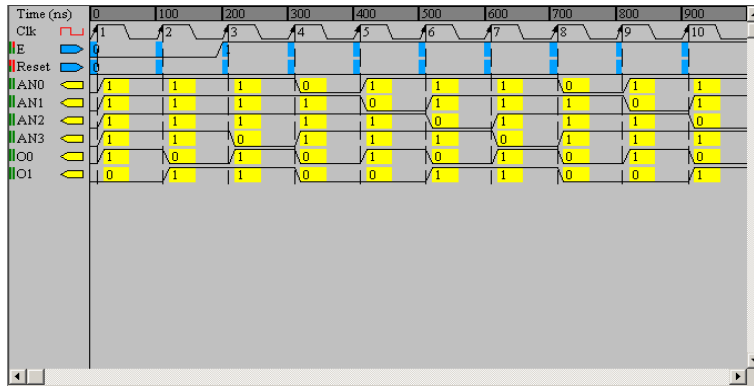 Time (ns) 0 100 200 300 400 500 600 700 800 900
Clk 1 2 3 4 5 6 7 8 9 10
E 0
Reset 0
AN0 1 1 1 0 1 1 1 0 1 1
AN1 1 1 1 1 0 1 1 1 0 1
AN2 1 1 1 1 1 0 1 1 1 0
AN3 1 1 0 1 1 1 0 1 1 1
O0 1 0 1 0 1 0 1 0 1 0
O1 0 1 1 0 0 1 1 0 0 1